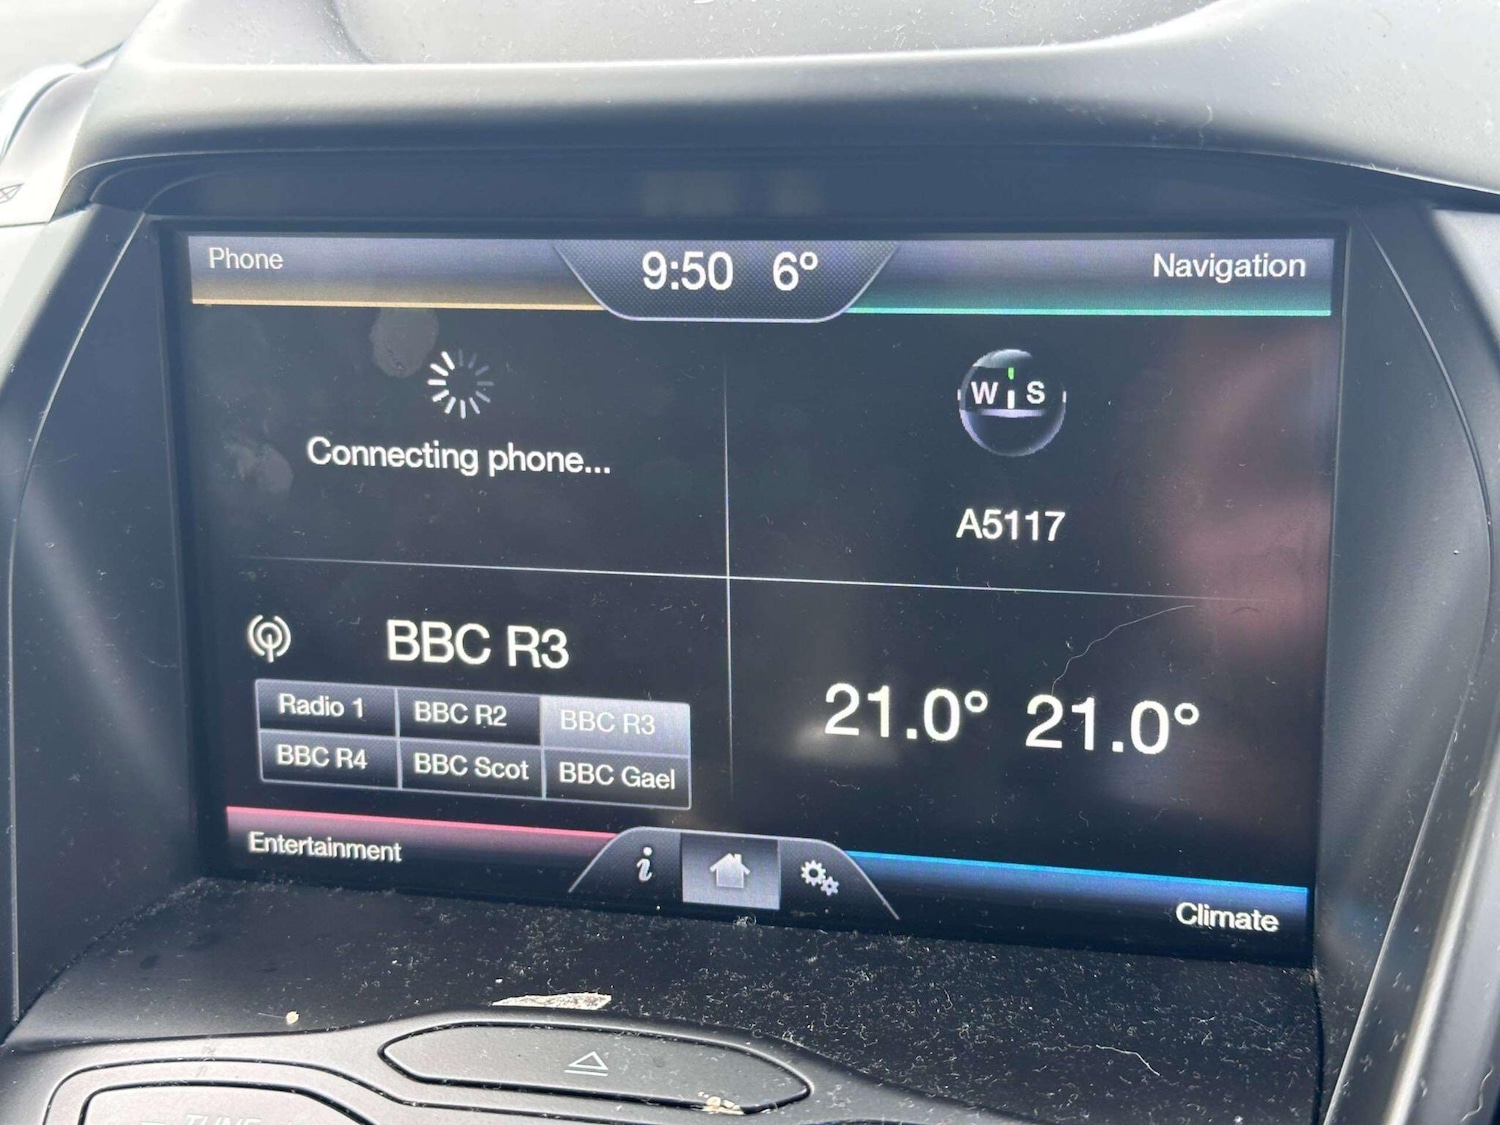 Phone
9:50 6°
Navigation
Connecting phone...
W S
A5117
BBC R3
Radio 1 BBC R2 BBC R3
BBC R4 BBC Scot BBC Gael
21.0° 21.0°
Entertainment
i
Climate
TUNE